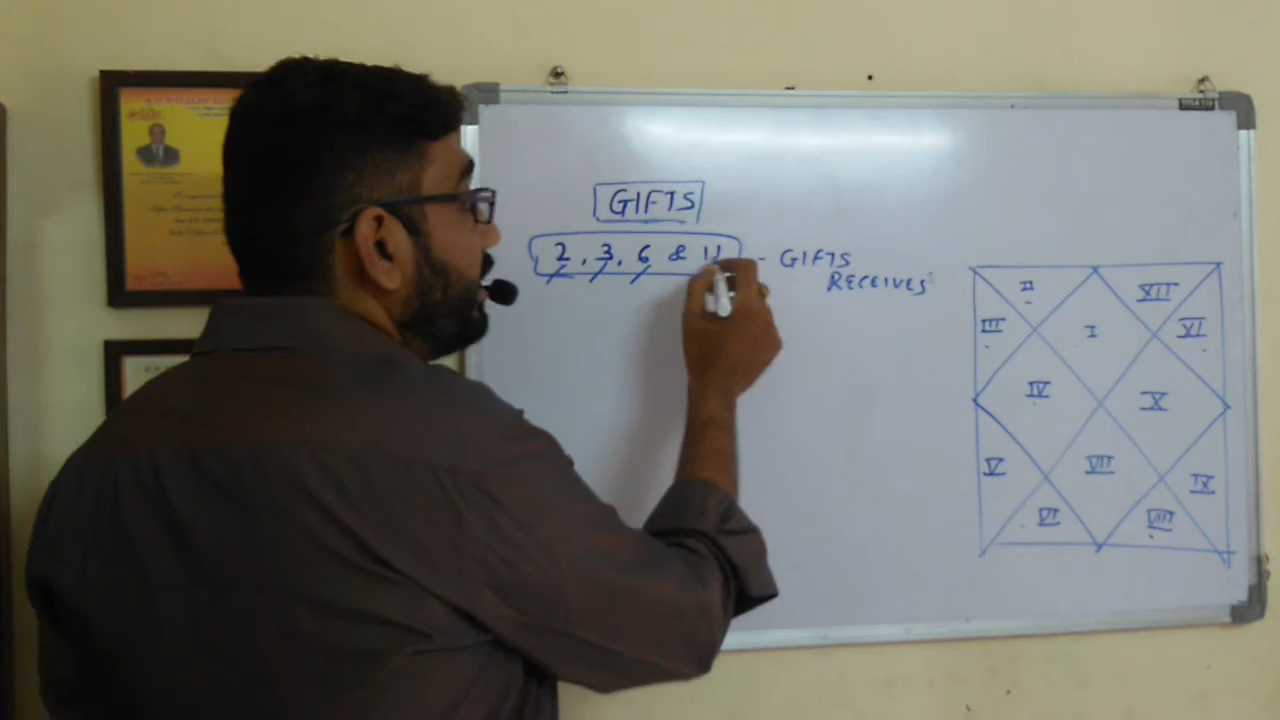 GIFTS
2, 3, 6 & 11 - GIFTS
RECEIVES
II
XII
III
I
XI
IV
X
V
VII
IX
VI
VIII